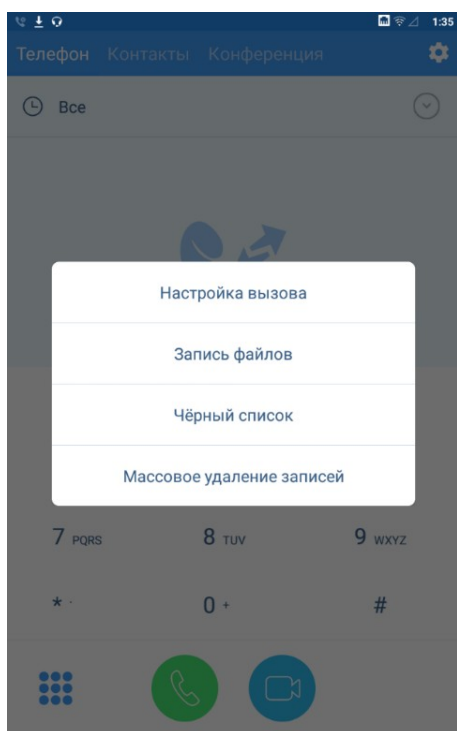 1:35
Телефон Контакты Конференция
Все
Настройка вызова
Запись файлов
Чёрный список
Массовое удаление записей
7 PQRS 8 TUV 9 WXYZ
* · 0 + #